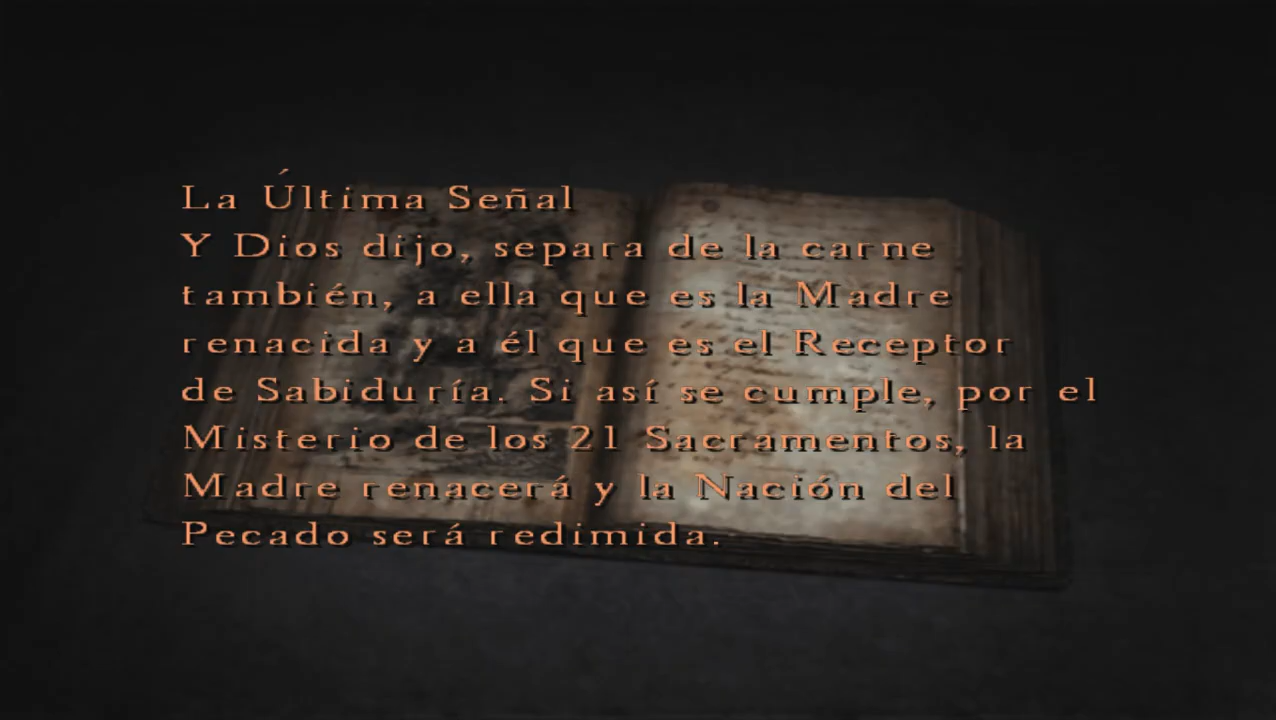 La Última Señal
Y Dios dijo, separa de la carne
también, a ella que es la Madre
renacida y a él que es el Receptor
de Sabiduría. Si así se cumple, por el
Misterio de los 21 Sacramentos, la
Madre renacerá y la Nación del
Pecado será redimida.